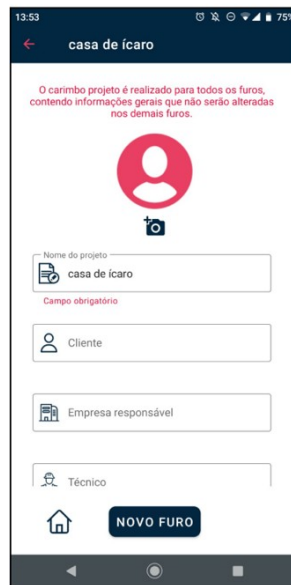 13:53
75%
casa de ícaro
O carimbo projeto é realizado para todos os furos,
contendo informações gerais que não serão alteradas
nos demais furos.
Nome do projeto
casa de ícaro
Campo obrigatório
Cliente
Empresa responsável
Técnico
NOVO FURO